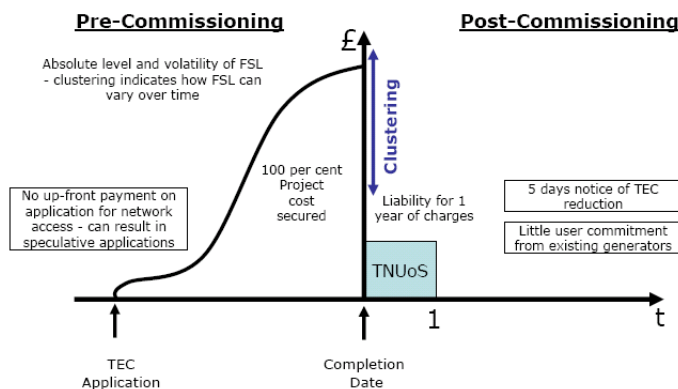 Pre-Commissioning
Post-Commissioning
£
Absolute level and volatility of FSL
- clustering indicates how FSL can
vary over time
Clustering
100 per cent
Project
cost
secured
No up-front payment on
application for network
access - can result in
speculative applications
Liability for 1
year of charges
5 days notice of TEC
reduction
Little user commitment
from existing generators
TNUoS
1
t
TEC
Application
Completion
Date